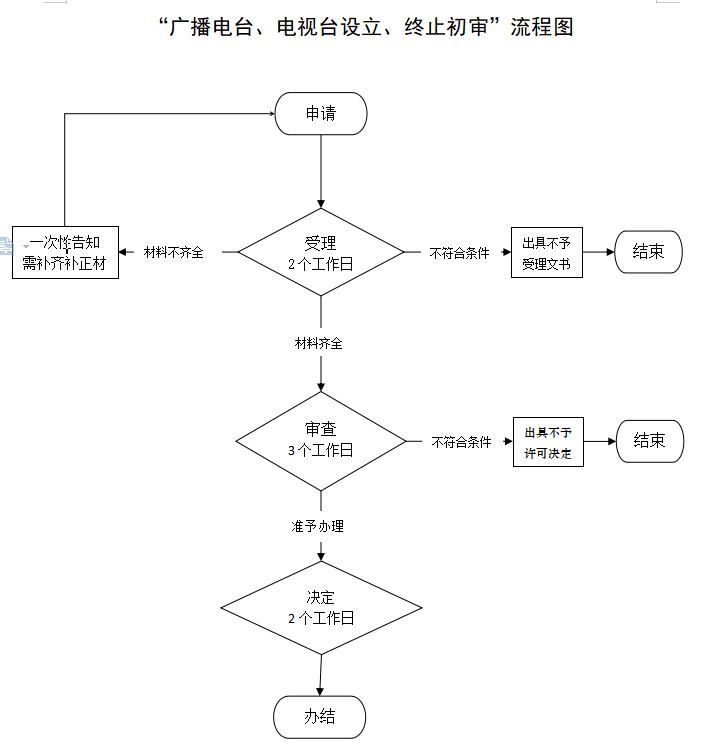 “广播电台、电视台设立、终止初审”流程图
申请
一次性告知
需补齐补正材
材料不齐全
受理
2 个工作日
不符合条件
出具不予
受理文书
结束
材料齐全
审查
3 个工作日
不符合条件
出具不予
许可决定
结束
准予办理
决定
2 个工作日
办结